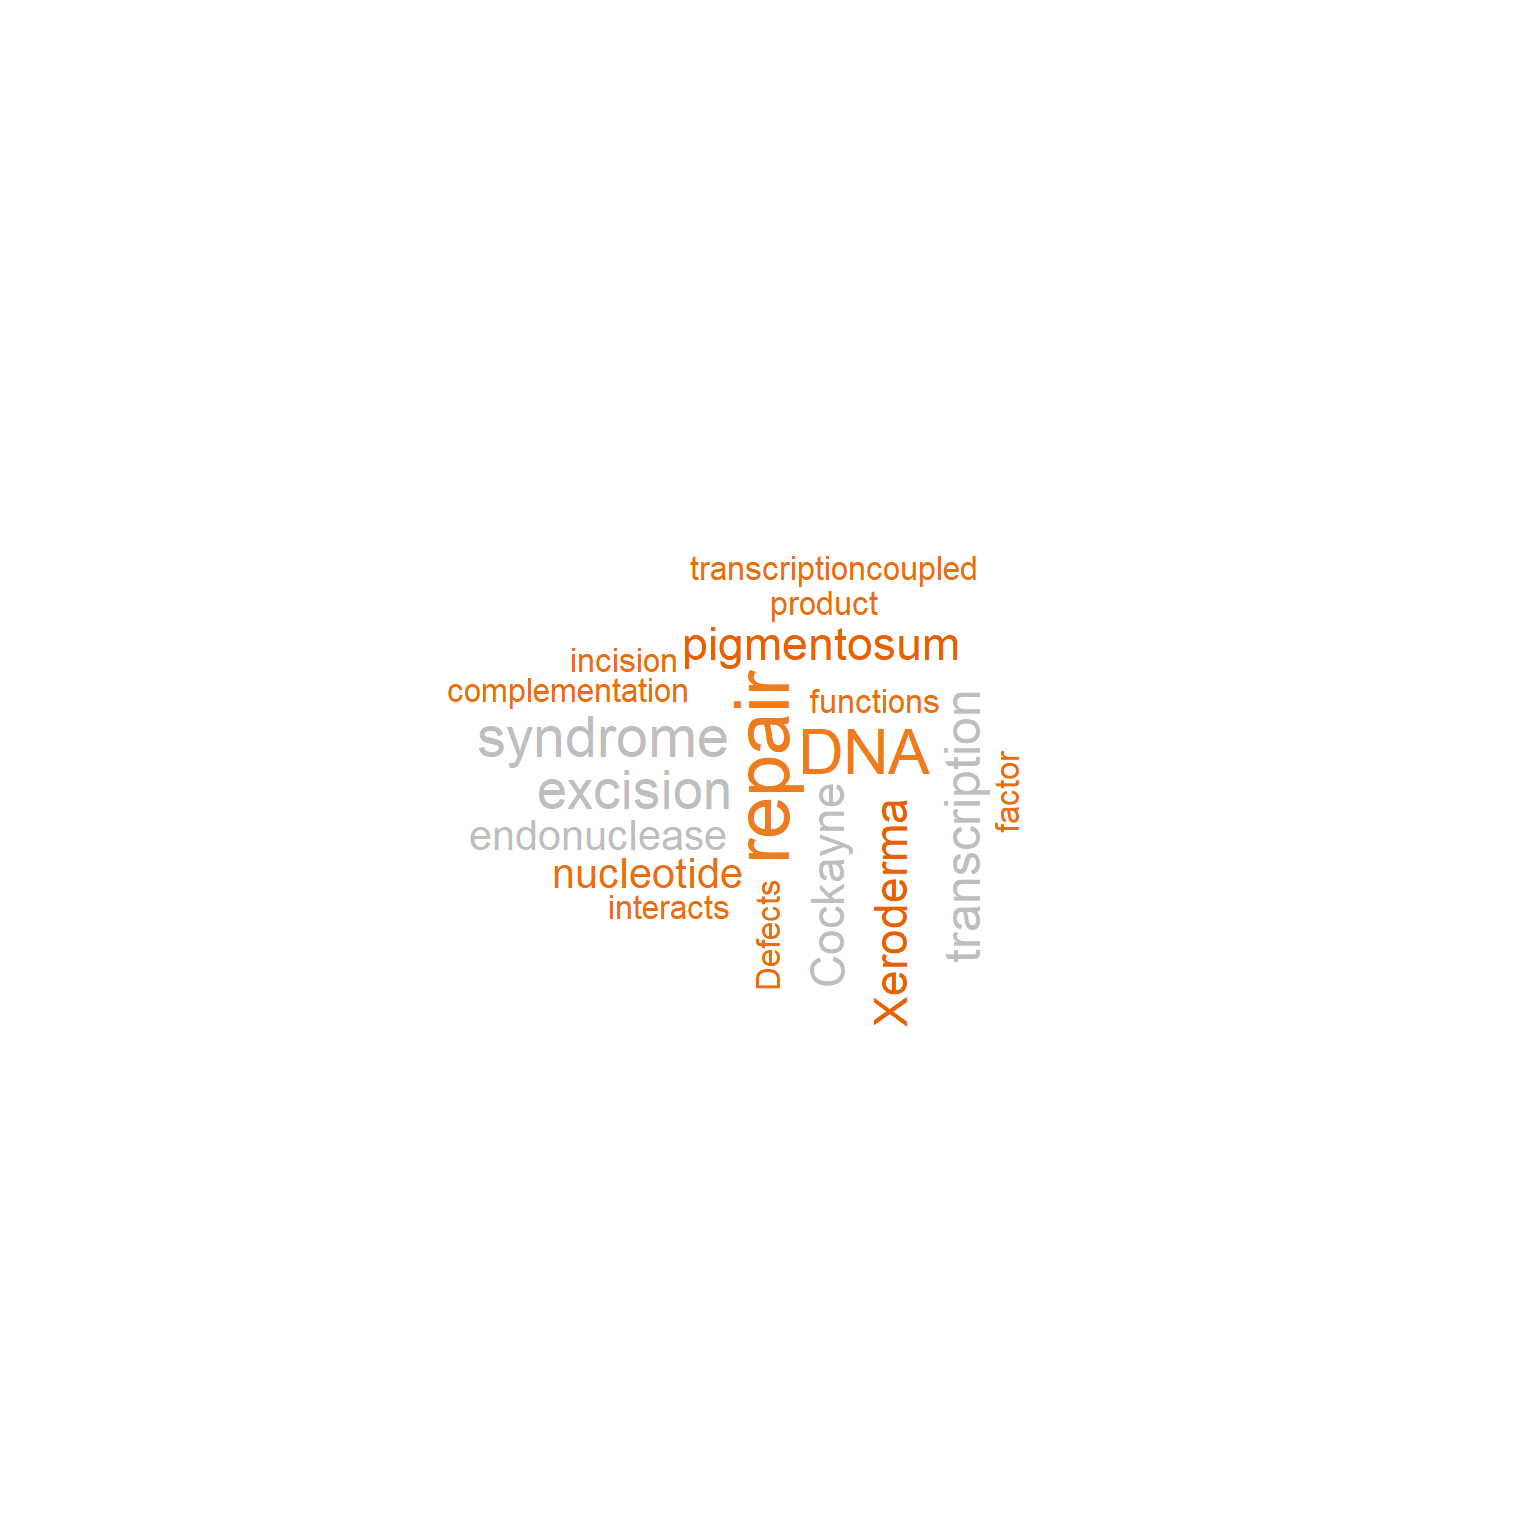 transcriptioncoupled
product
pigmentosum
incision
complementation
repair
functions
transcription
syndrome
DNA
factor
excision
Cockayne
Xeroderma
endonuclease
nucleotide
Defects
interacts